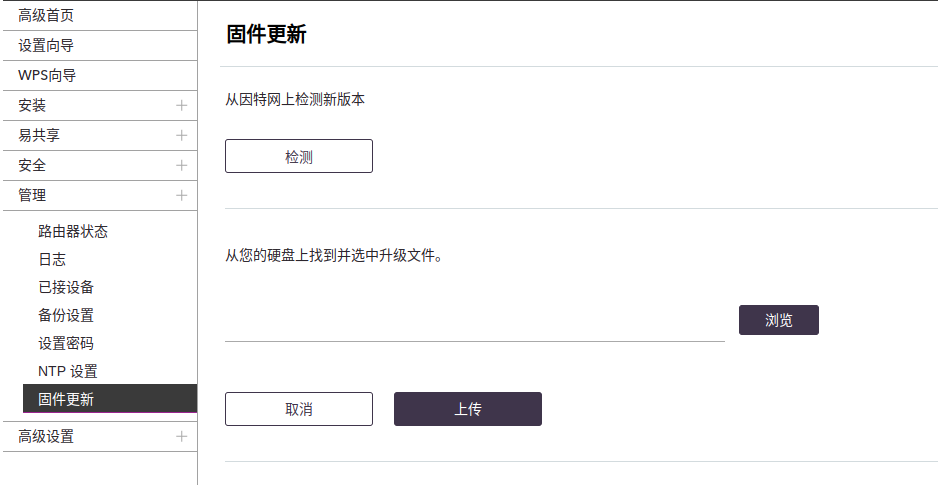 高级首页
设置向导
WPS向导
安装
易共享
安全
管理
路由器状态
日志
已接设备
备份设置
设置密码
NTP 设置
固件更新
高级设置
固件更新
从因特网上检测新版本
检测
从您的硬盘上找到并选中升级文件。
浏览
取消
上传